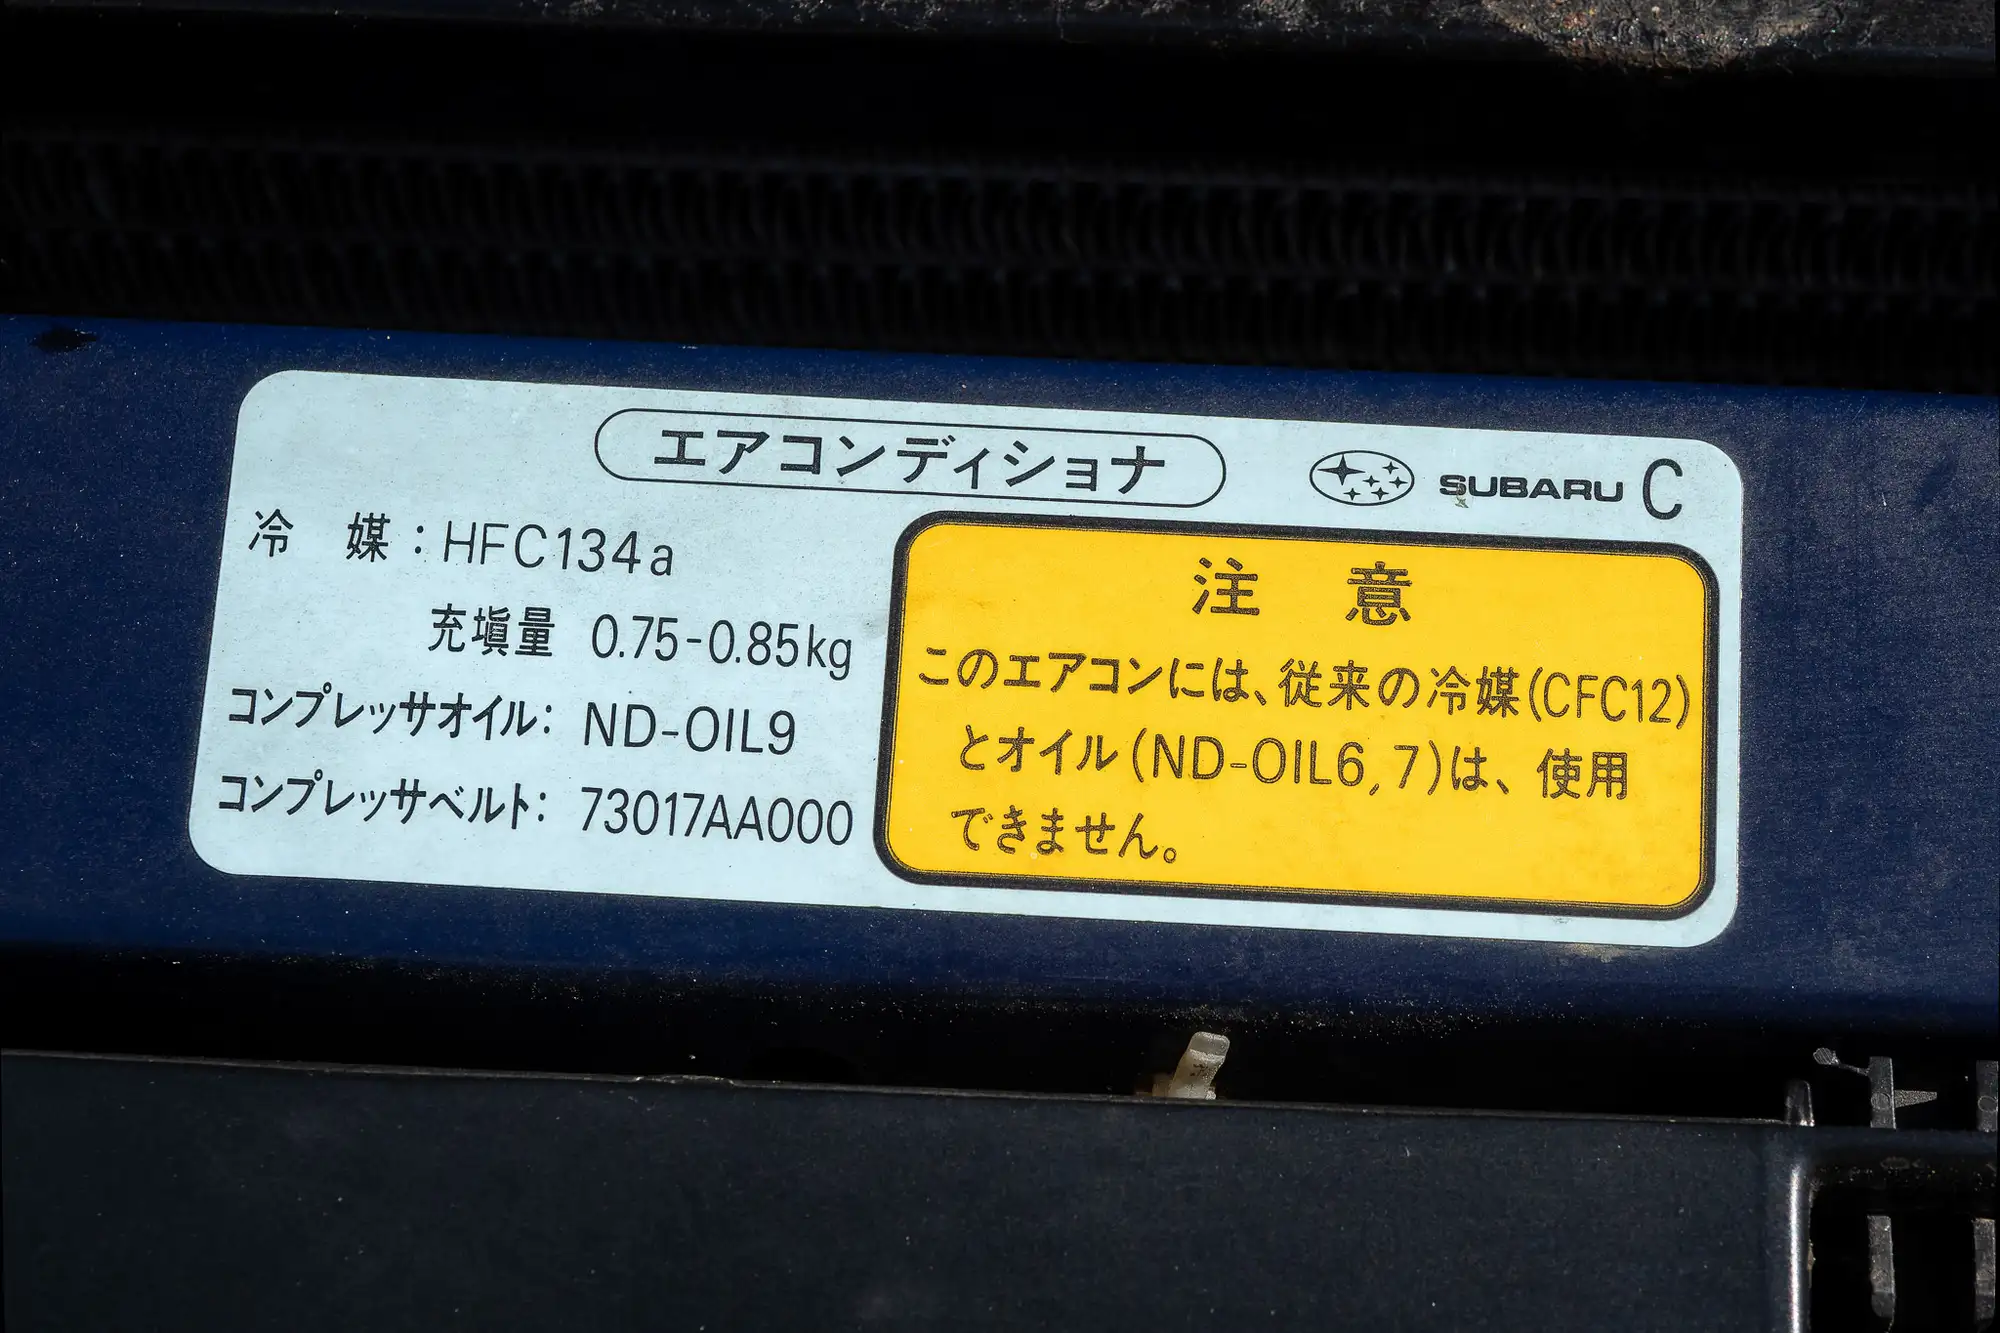 エアコンディショナ
SUBARU C
冷 媒：HFC134a
充塡量 0.75-0.85kg
コンプレッサオイル：ND-OIL9
コンプレッサベルト：73017AA000
注 意
このエアコンには、従来の冷媒(CFC12)
とオイル(ND-OIL6,7)は、使用
できません。